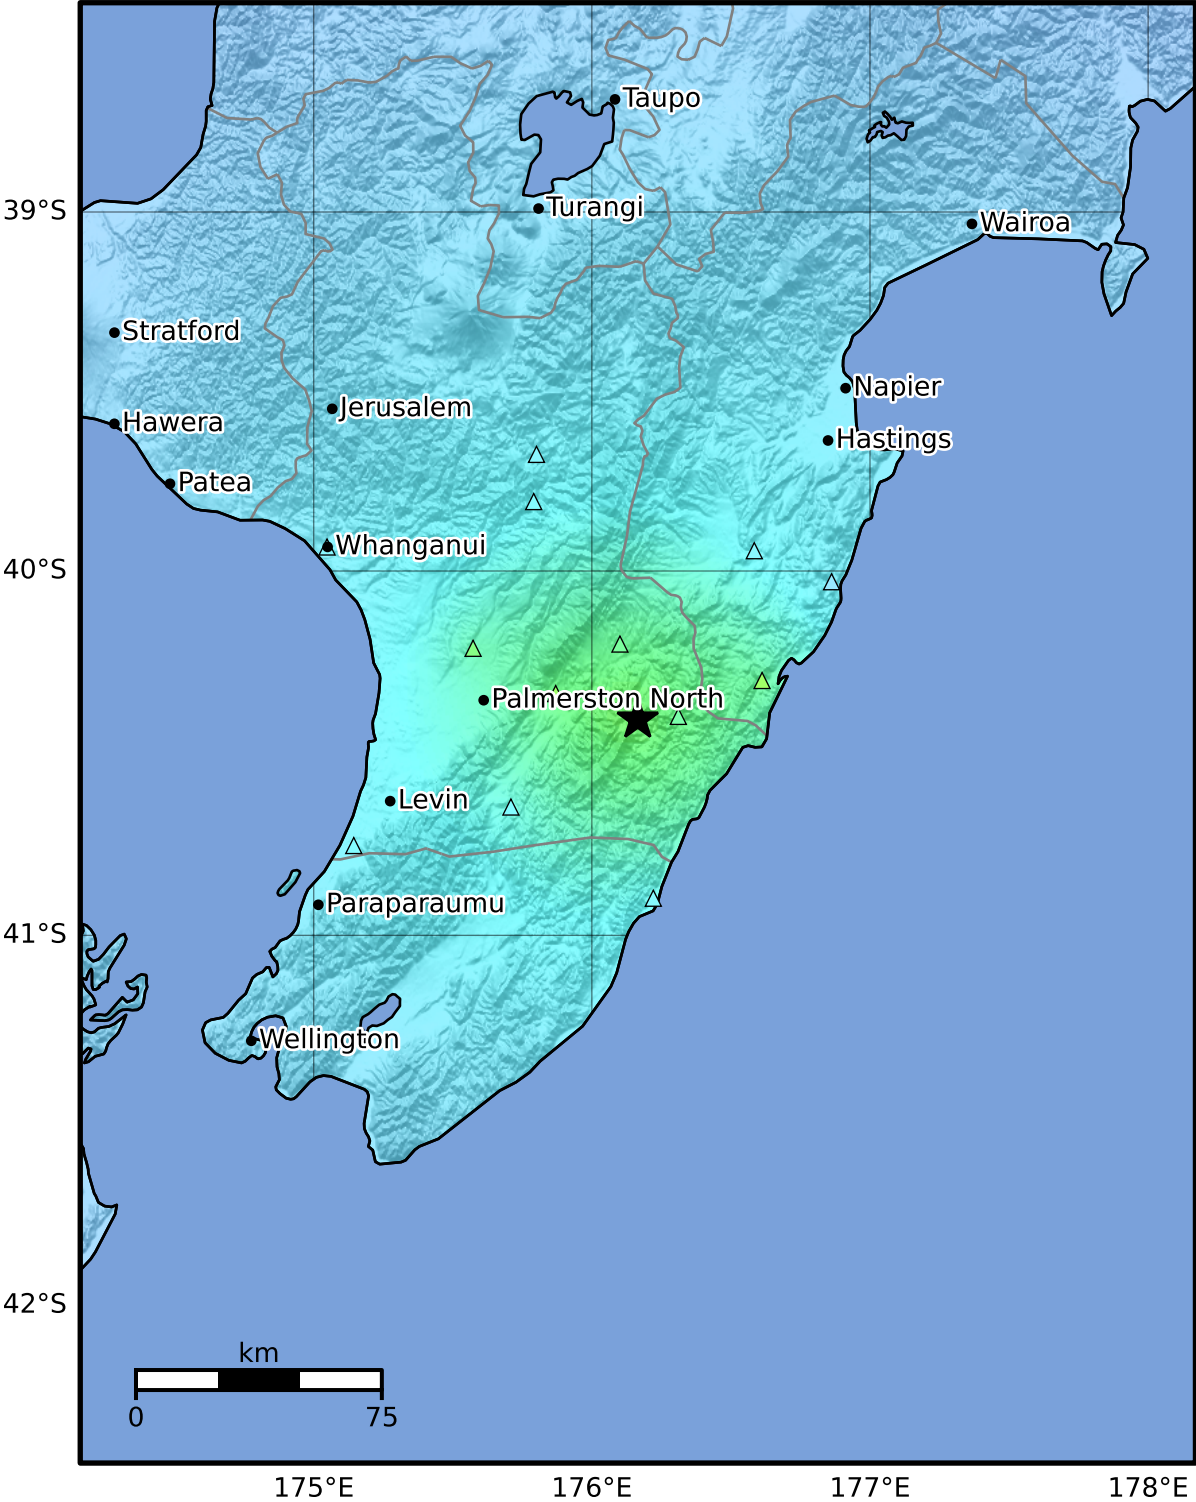 Taupo
39°S
Turangi
Wairoa
Stratford
Napier
Jerusalem
Hawera
Hastings
Patea
Whanganui
40°S
Palmerston North
Levin
Paraparaumu
41°S
Wellington
42°S
km
0 75
175°E 176°E 177°E 178°E